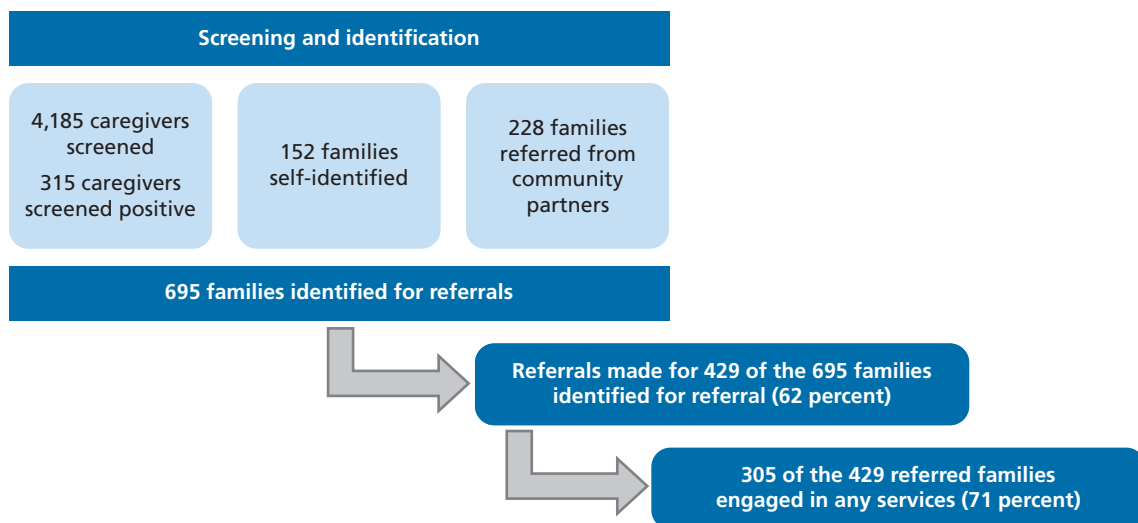 Screening and identification
4,185 caregivers
screened
315 caregivers
screened positive
152 families
self-identified
228 families
referred from
community
partners
695 families identified for referrals
Referrals made for 429 of the 695 families
identified for referral (62 percent)
305 of the 429 referred families
engaged in any services (71 percent)